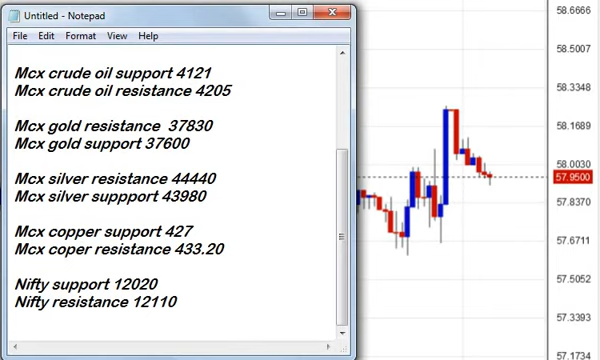 Untitled - Notepad
File Edit Format View Help
Mcx crude oil support 4121
Mcx crude oil resistance 4205
Mcx gold resistance 37830
Mcx gold support 37600
Mcx silver resistance 44440
Mcx silver suppport 43980
Mcx copper support 427
Mcx coper resistance 433.20
Nifty support 12020
Nifty resistance 12110
58.6666
58.5007
58.3348
58.1689
58.0030
57.9500
57.8370
57.6711
57.5052
57.3393
57.1734